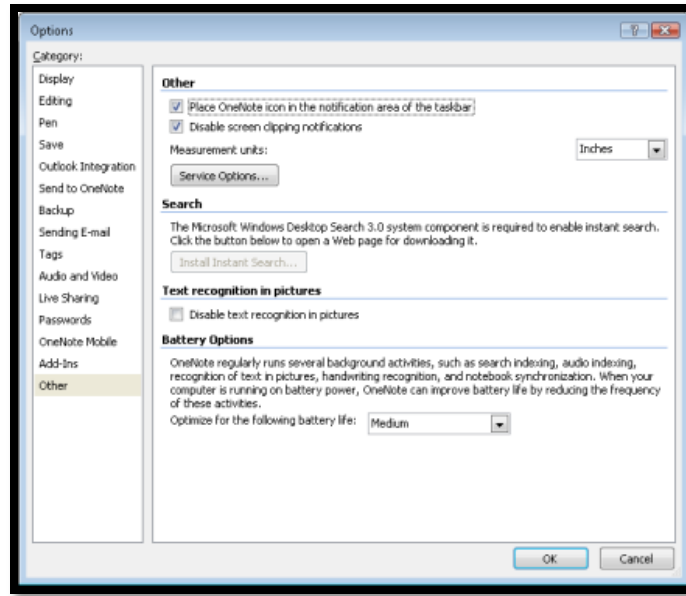 Options
Category:
Display
Editing
Pen
Save
Outlook Integration
Send to OneNote
Backup
Sending E-mail
Tags
Audio and Video
Live Sharing
Passwords
OneNote Mobile
Add-Ins
Other
Other
Place OneNote icon in the notification area of the taskbar
Disable screen clipping notifications
Measurement units: Inches
Service Options...
Search
The Microsoft Windows Desktop Search 3.0 system component is required to enable instant search.
Click the button below to open a Web page for downloading it.
Install Instant Search...
Text recognition in pictures
Disable text recognition in pictures
Battery Options
OneNote regularly runs several background activities, such as search indexing, audio indexing,
recognition of text in pictures, handwriting recognition, and notebook synchronization. When your
computer is running on battery power, OneNote can improve battery life by reducing the frequency
of these activities.
Optimize for the following battery life: Medium
OK Cancel